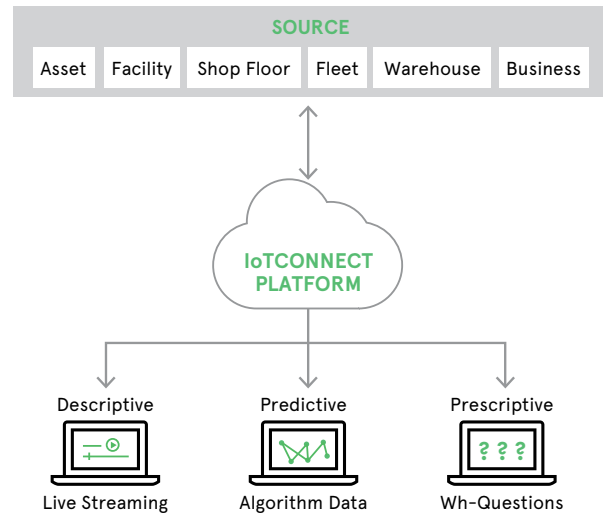 SOURCE
Asset Facility Shop Floor Fleet Warehouse Business
IoTCONNECT
PLATFORM
Descriptive Predictive Prescriptive
? ? ?
Live Streaming Algorithm Data Wh-Questions